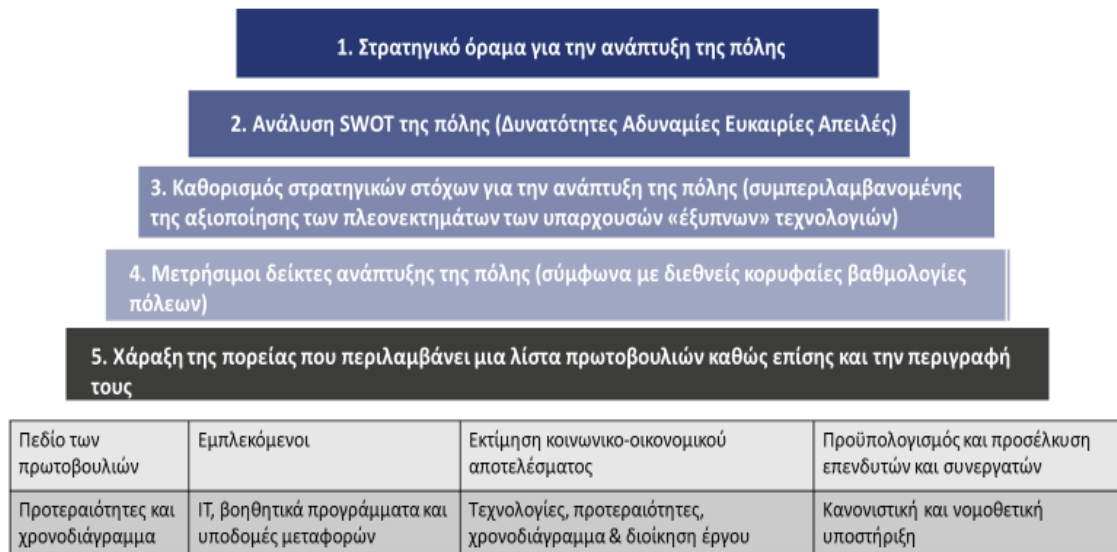 1. Στρατηγικό όραμα για την ανάπτυξη της πόλης
2. Ανάλυση SWOT της πόλης (Δυνατότητες Αδυναμίες Ευκαιρίες Απειλές)
3. Καθορισμός στρατηγικών στόχων για την ανάπτυξη της πόλης (συμπεριλαμβανομένης
της αξιοποίησης των πλεονεκτημάτων των υπαρχουσών «έξυπνων» τεχνολογιών)
4. Μετρήσιμοι δείκτες ανάπτυξης της πόλης (σύμφωνα με διεθνείς κορυφαίες βαθμολογίες
πόλεων)
5. Χάραξη της πορείας που περιλαμβάνει μια λίστα πρωτοβουλιών καθώς επίσης και την περιγραφή
τους
Πεδίο των
πρωτοβουλιών
Εμπλεκόμενοι
Εκτίμηση κοινωνικο-οικονομικού
αποτελέσματος
Προϋπολογισμός και προσέλκυση
επενδυτών και συνεργατών
Προτεραιότητες και
χρονοδιάγραμμα
IT, βοηθητικά προγράμματα και
υποδομές μεταφορών
Τεχνολογίες, προτεραιότητες,
χρονοδιάγραμμα & διοίκηση έργου
Κανονιστική και νομοθετική
υποστήριξη